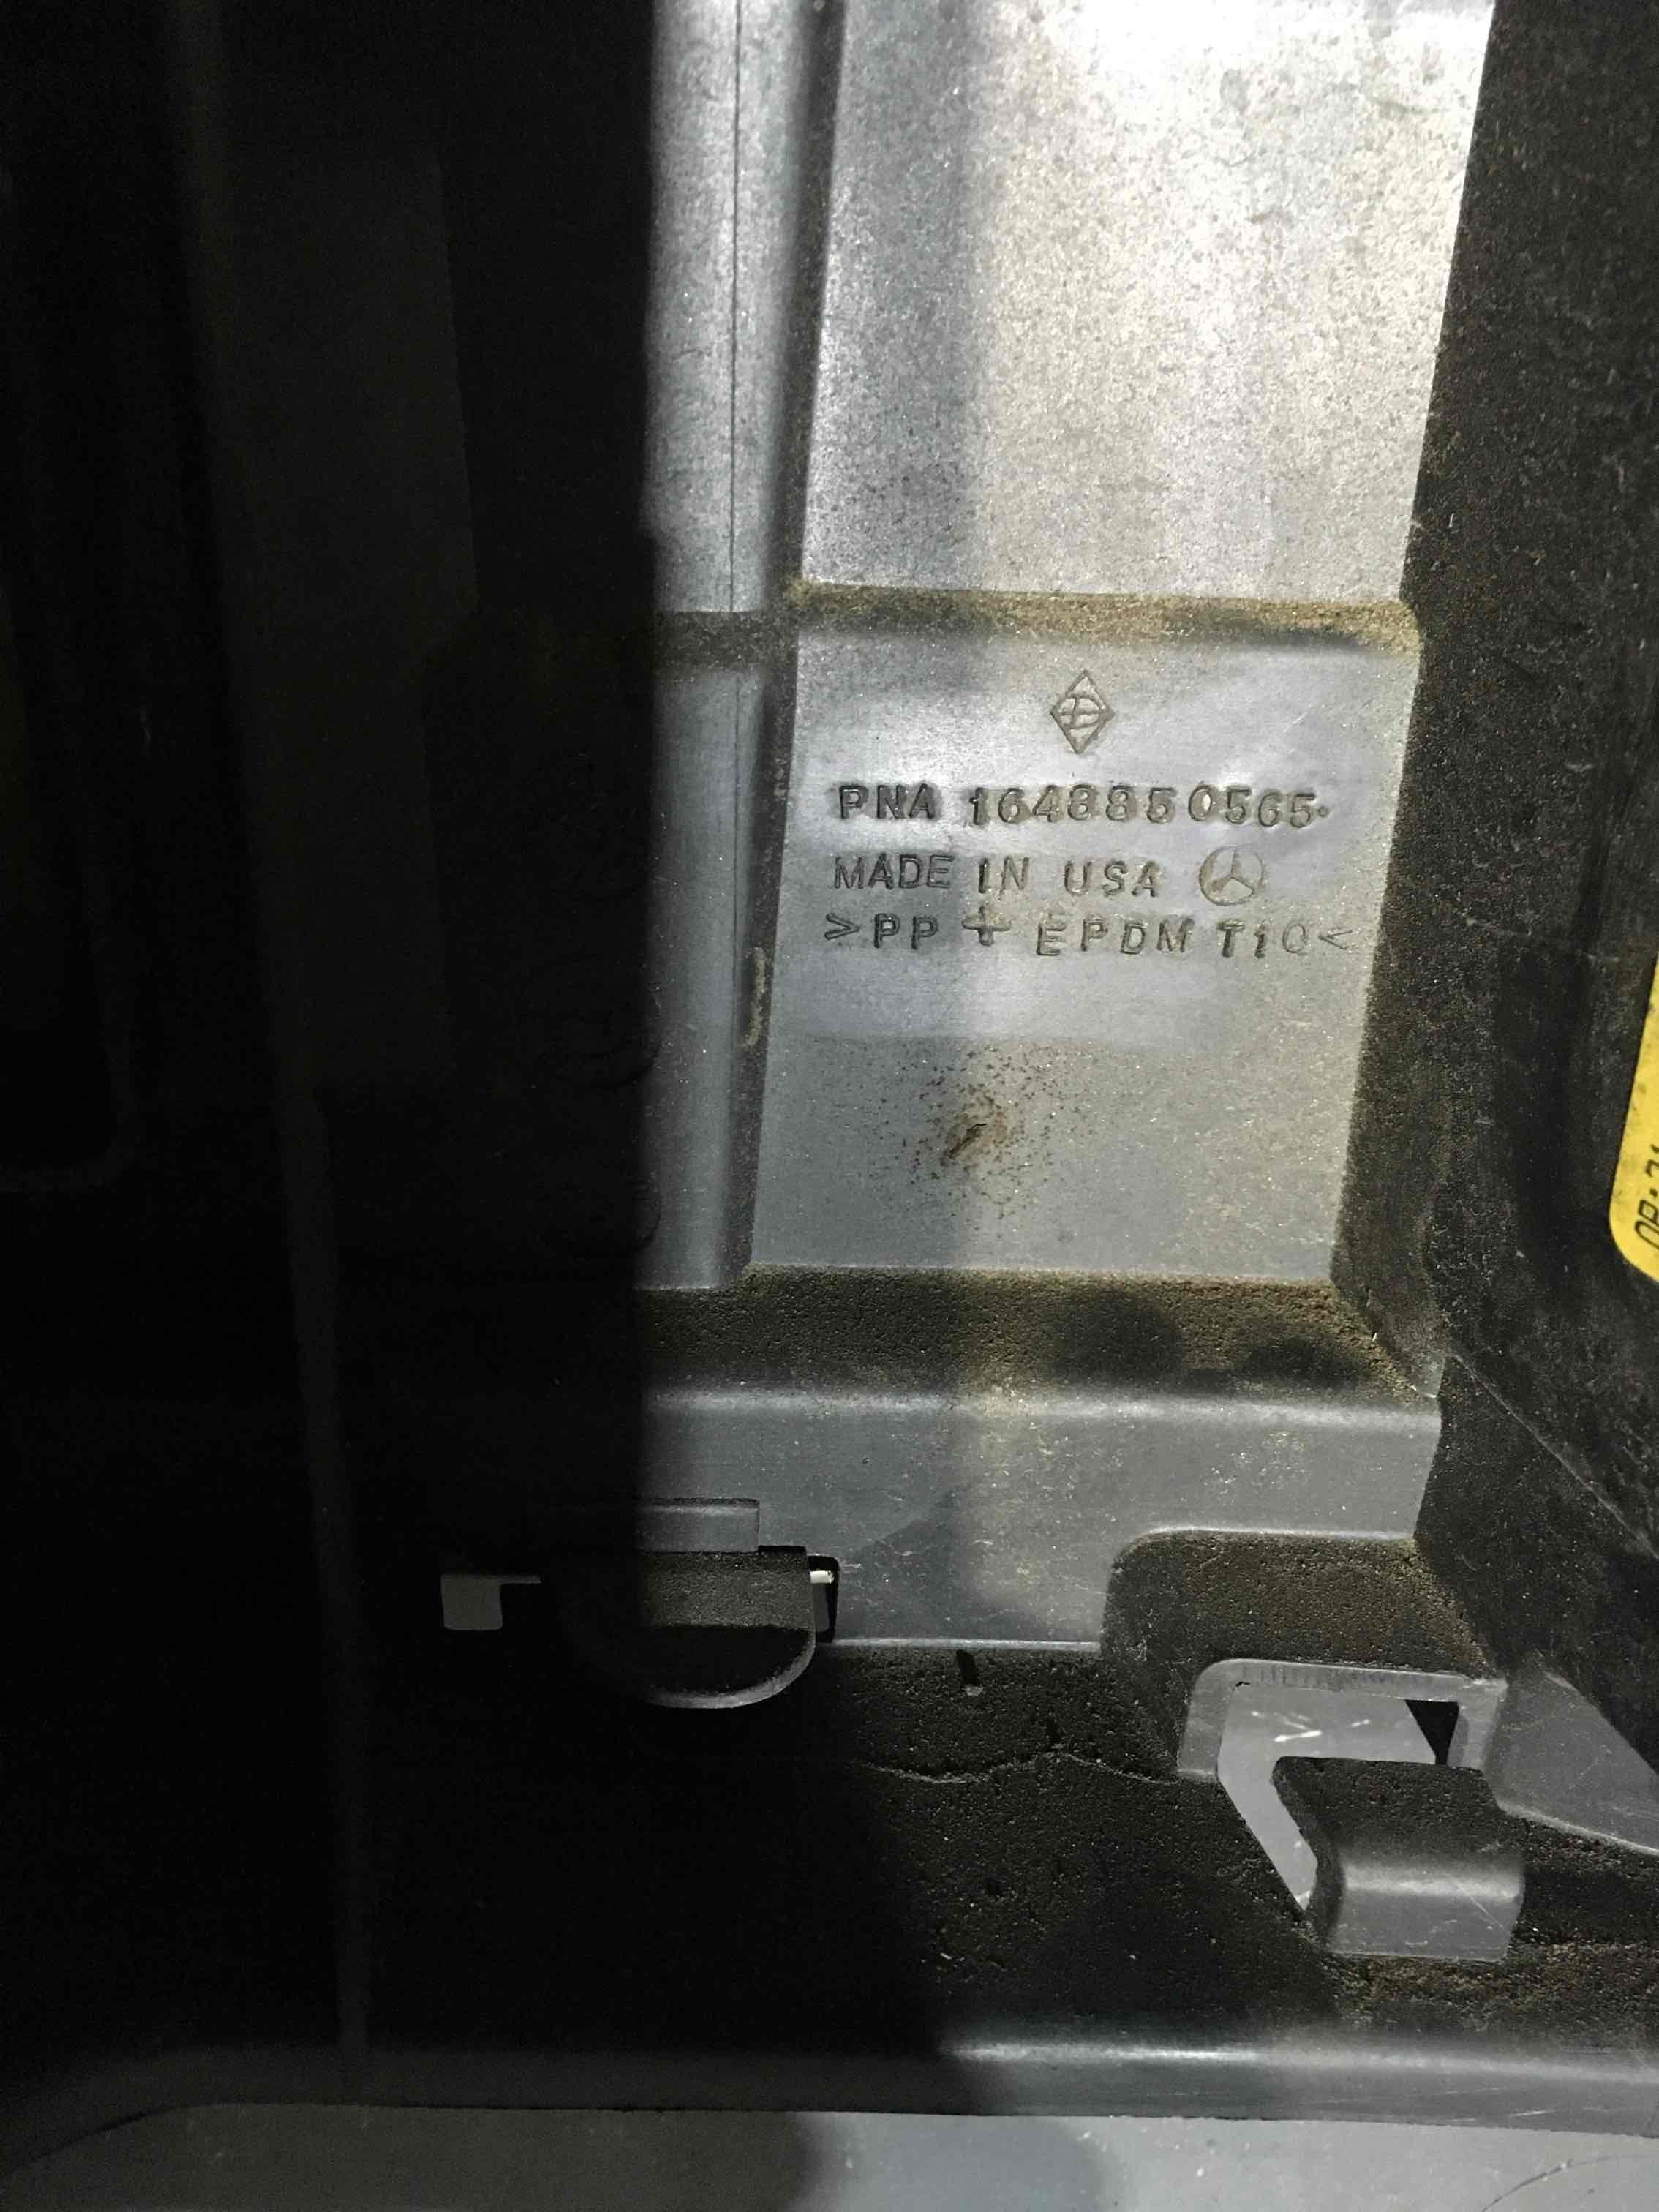 PNA 1648850565.
MADE IN USA
>PP + EPDM T10<